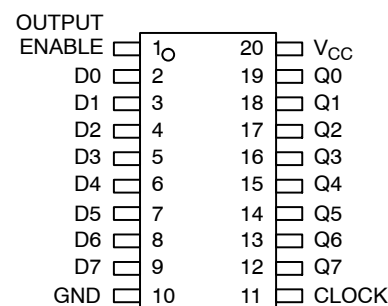 OUTPUT
ENABLE 1 20 VCC
D0 2 19 Q0
D1 3 18 Q1
D2 4 17 Q2
D3 5 16 Q3
D4 6 15 Q4
D5 7 14 Q5
D6 8 13 Q6
D7 9 12 Q7
GND 10 11 CLOCK